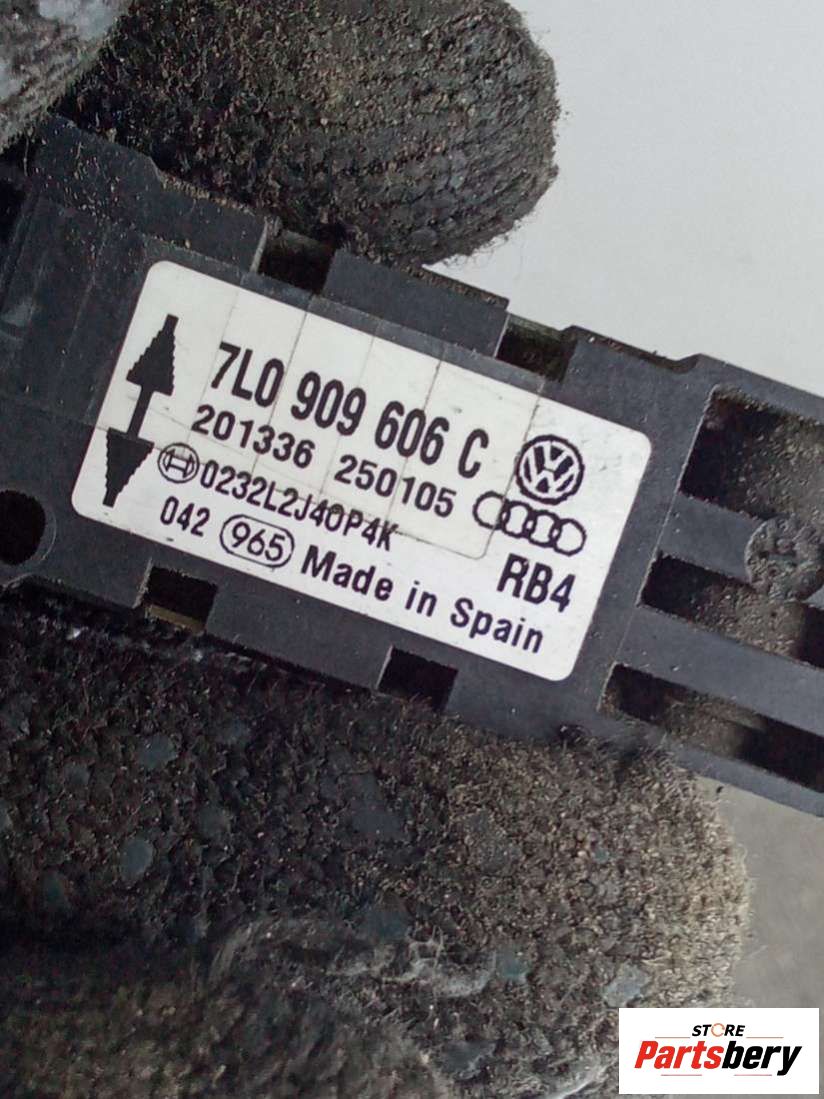 7L0 909 606 C
201336 250105
0232L2J40P4K
RB4
042 965 Made in Spain
STORE
Partsbery